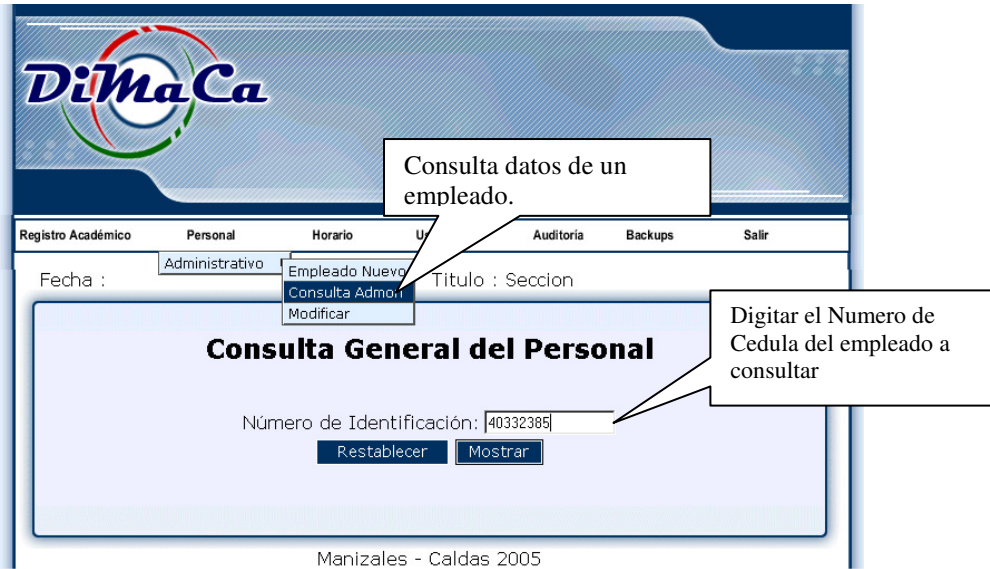 DiMaCa
Consulta datos de un
empleado.
Registro Académico Personal Horario Auditoría Backups Salir
Administrativo
Empleado Nuevo
Consulta Admon
Modificar
Fecha : Titulo : Seccion
Digitar el Numero de
Cedula del empleado a
consultar
Consulta General del Personal
Número de Identificación: 40332385
Restablecer Mostrar
Manizales - Caldas 2005